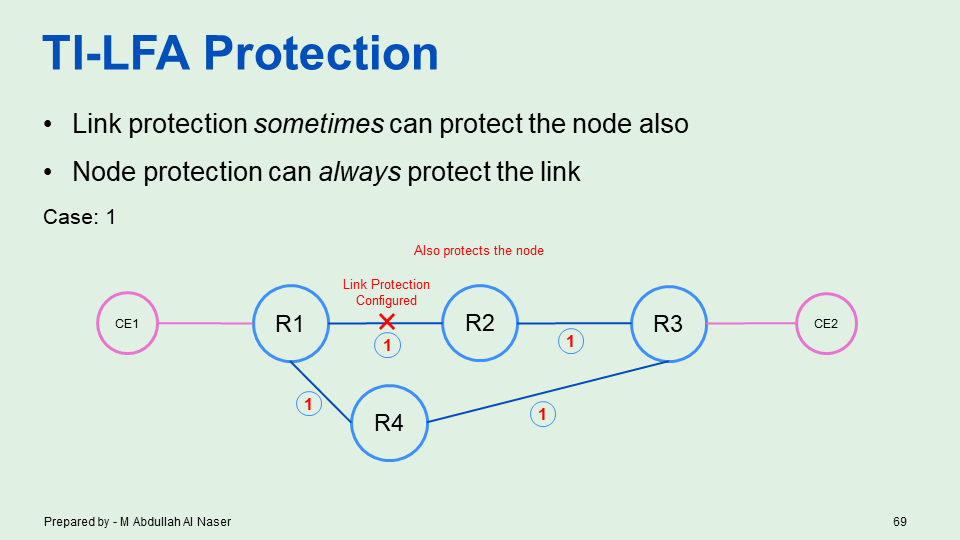 TI-LFA Protection
• Link protection sometimes can protect the node also
• Node protection can always protect the link
Case: 1
Also protects the node
Link Protection
Configured
CE1
R1
R2
R3
CE2
1
1
1
1
R4
Prepared by - M Abdullah Al Naser
69